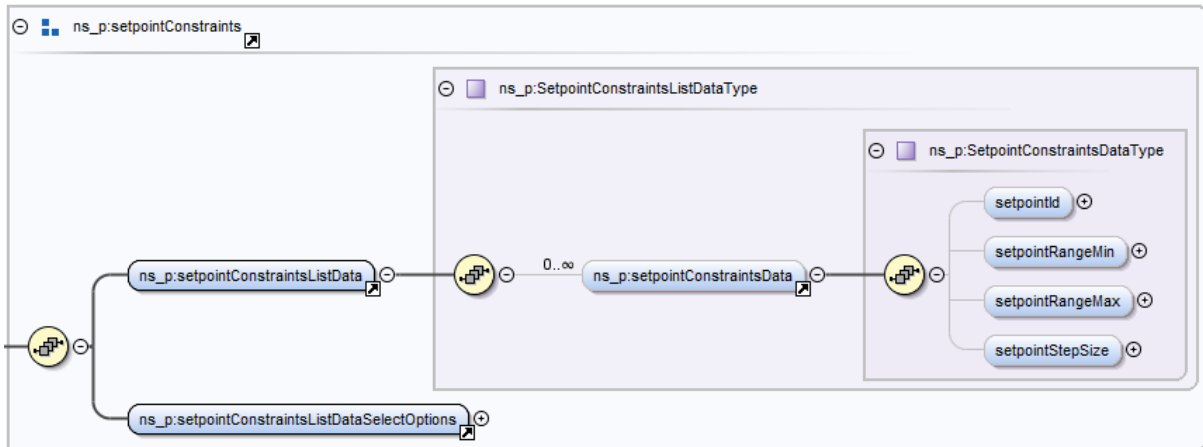 ns_p:setpointConstraints
ns_p:SetpointConstraintsListDataType
ns_p:SetpointConstraintsDataType
setpointId
setpointRangeMin
ns_p:setpointConstraintsListData
0..∞
ns_p:setpointConstraintsData
setpointRangeMax
setpointStepSize
ns_p:setpointConstraintsListDataSelectOptions